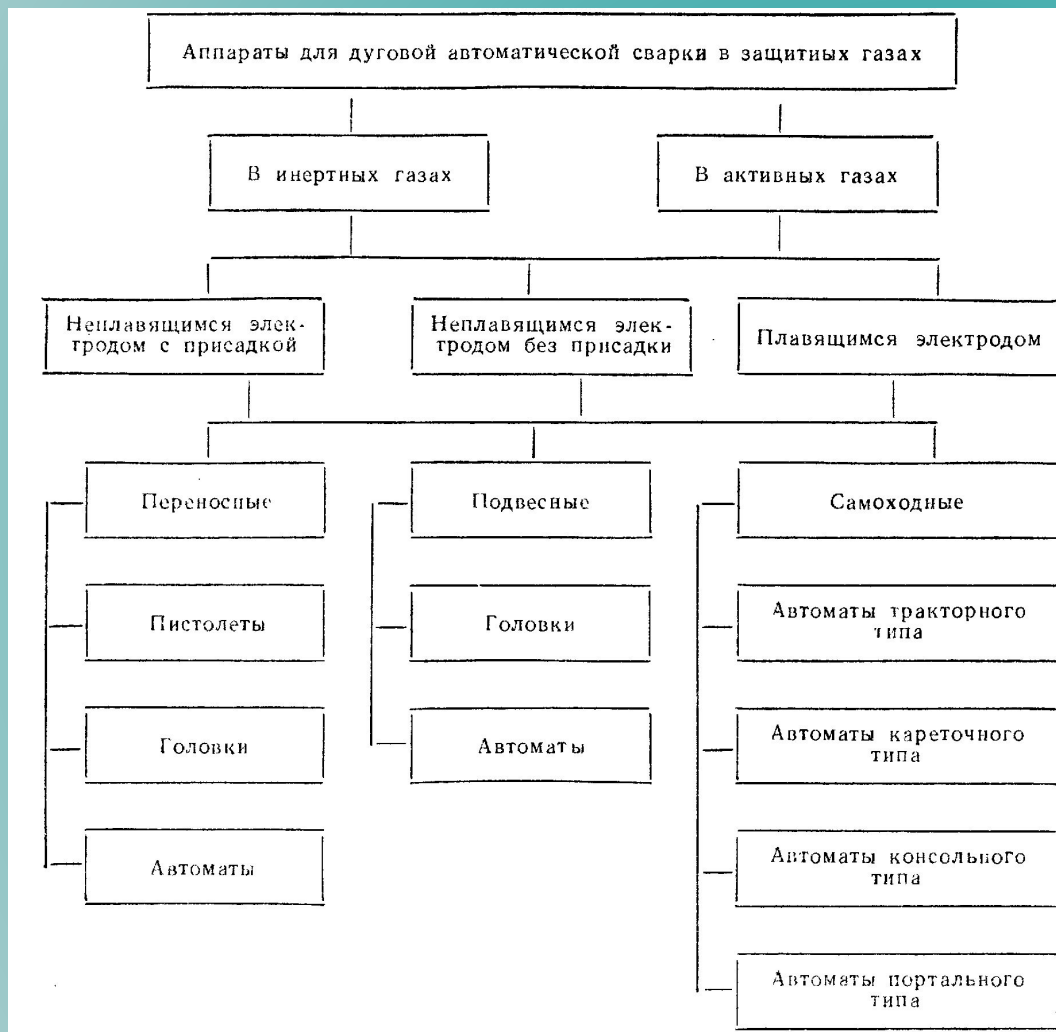 Аппараты для дуговой автоматической сварки в защитных газах
В инертных газах
В активных газах
Неплавящимся элек-
тродом с присадкой
Неплавящимся элек-
тродом без присадки
Плавящимся электродом
Переносные
Подвесные
Самоходные
Пистолеты
Головки
Автоматы тракторного
типа
Головки
Автоматы
Автоматы кареточного
типа
Автоматы
Автоматы консольного
типа
Автоматы портального
типа